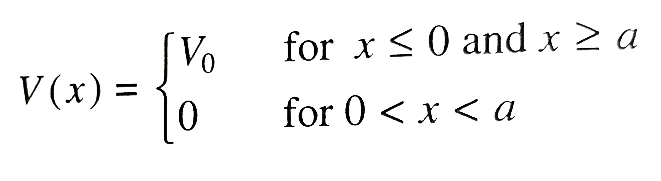 V(x) = { V₀ for x ≤ 0 and x ≥ a
0 for 0 < x < a